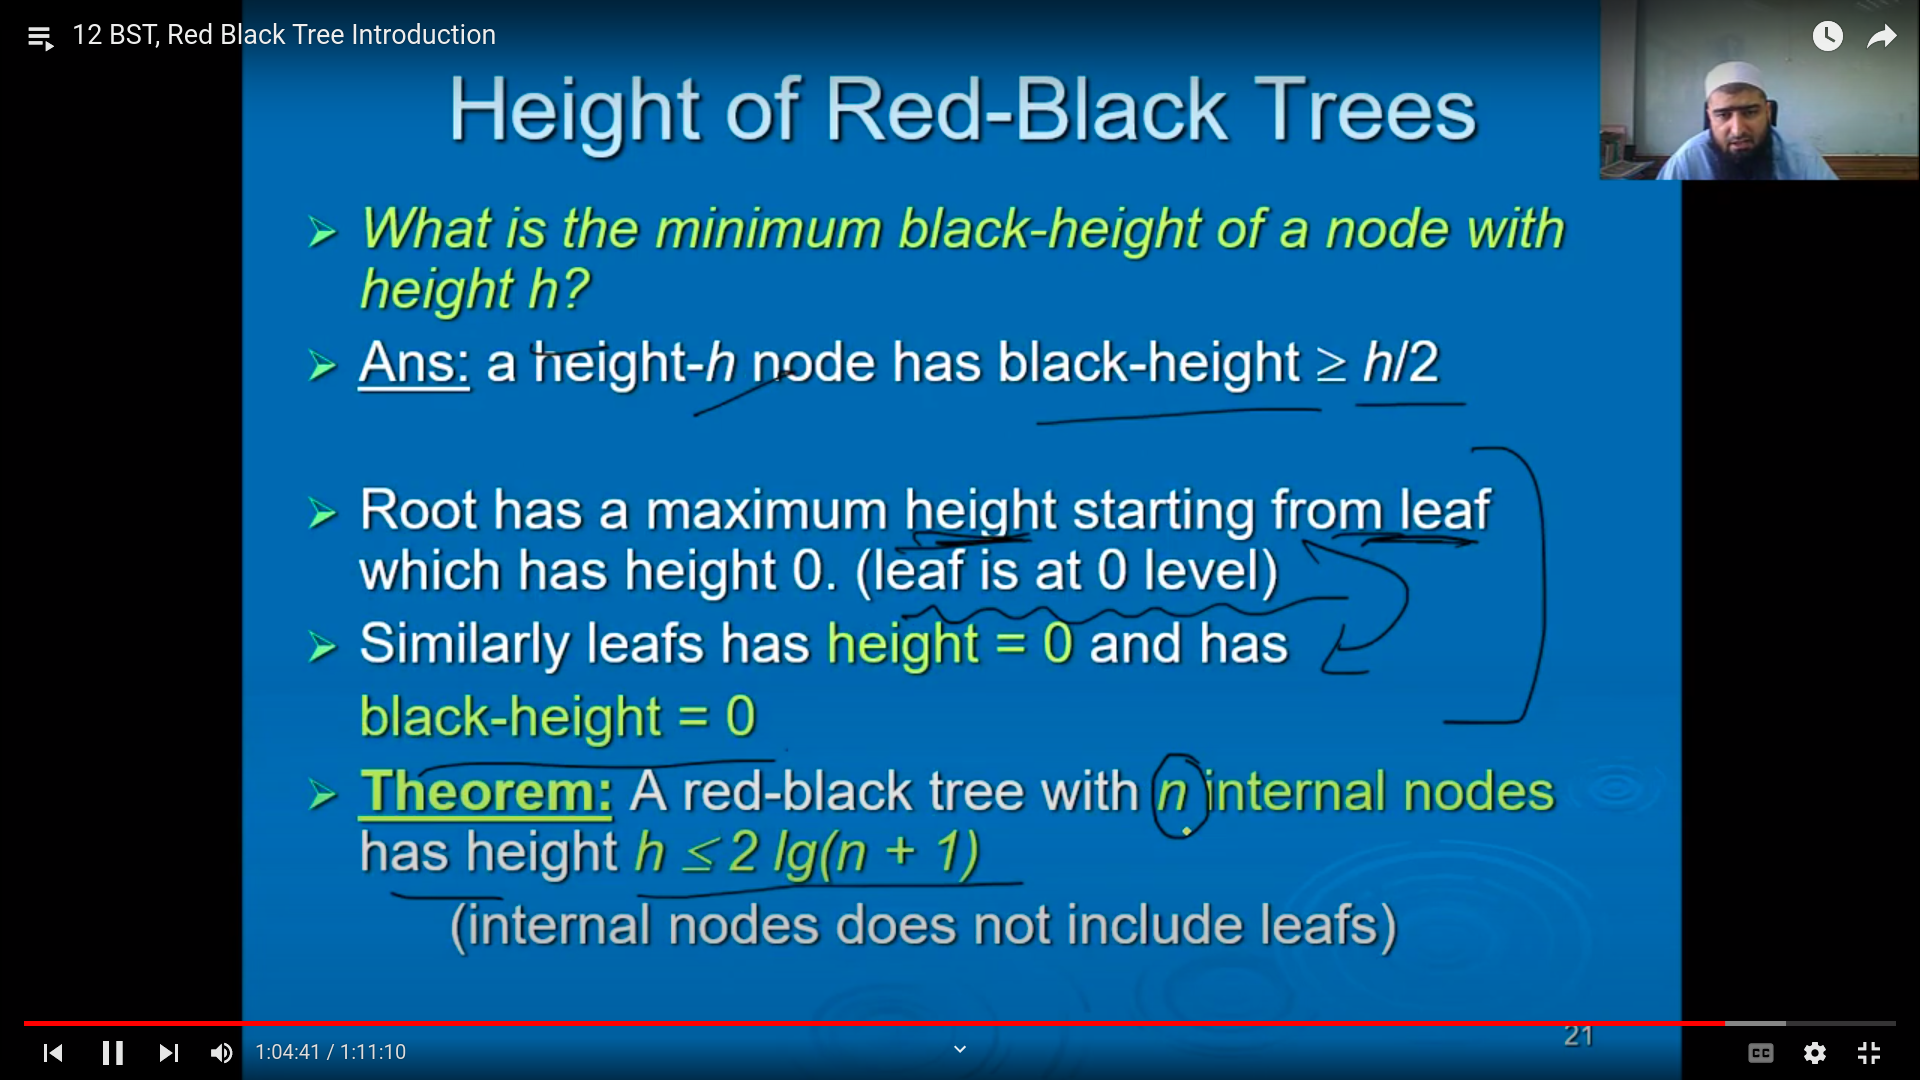 12 BST, Red Black Tree Introduction
Height of Red-Black Trees
What is the minimum black-height of a node with
height h?
Ans: a height-h node has black-height ≥ h/2
Root has a maximum height starting from leaf
which has height 0. (leaf is at 0 level)
Similarly leafs has height = 0 and has
black-height = 0
Theorem: A red-black tree with n internal nodes
has height h ≤ 2 lg(n + 1)
(internal nodes does not include leafs)
21
1:04:41 / 1:11:10
CC